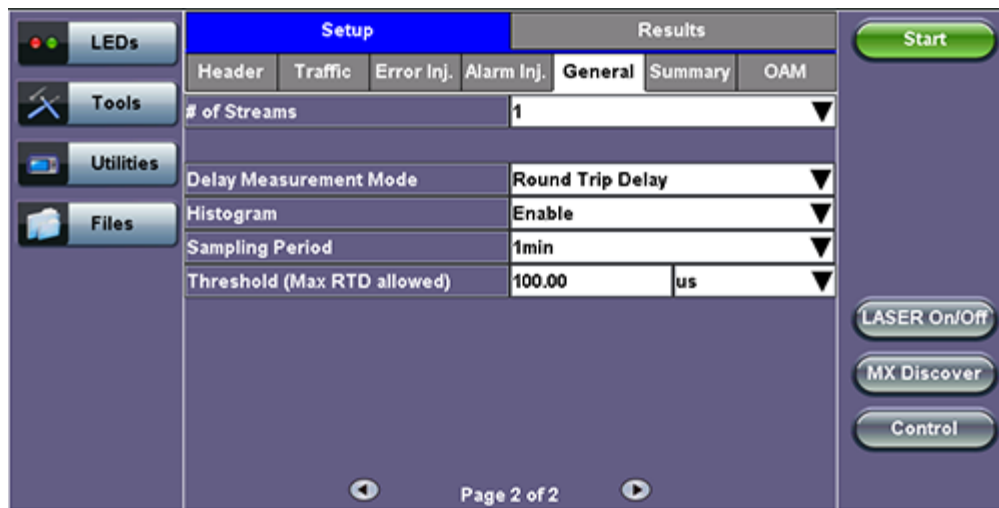 LEDs
Tools
Utilities
Files
Setup
Results
Header
Traffic
Error Inj.
Alarm Inj.
General
Summary
OAM
# of Streams
1
Delay Measurement Mode
Round Trip Delay
Histogram
Enable
Sampling Period
1min
Threshold (Max RTD allowed)
100.00
us
Page 2 of 2
Start
LASER On/Off
MX Discover
Control